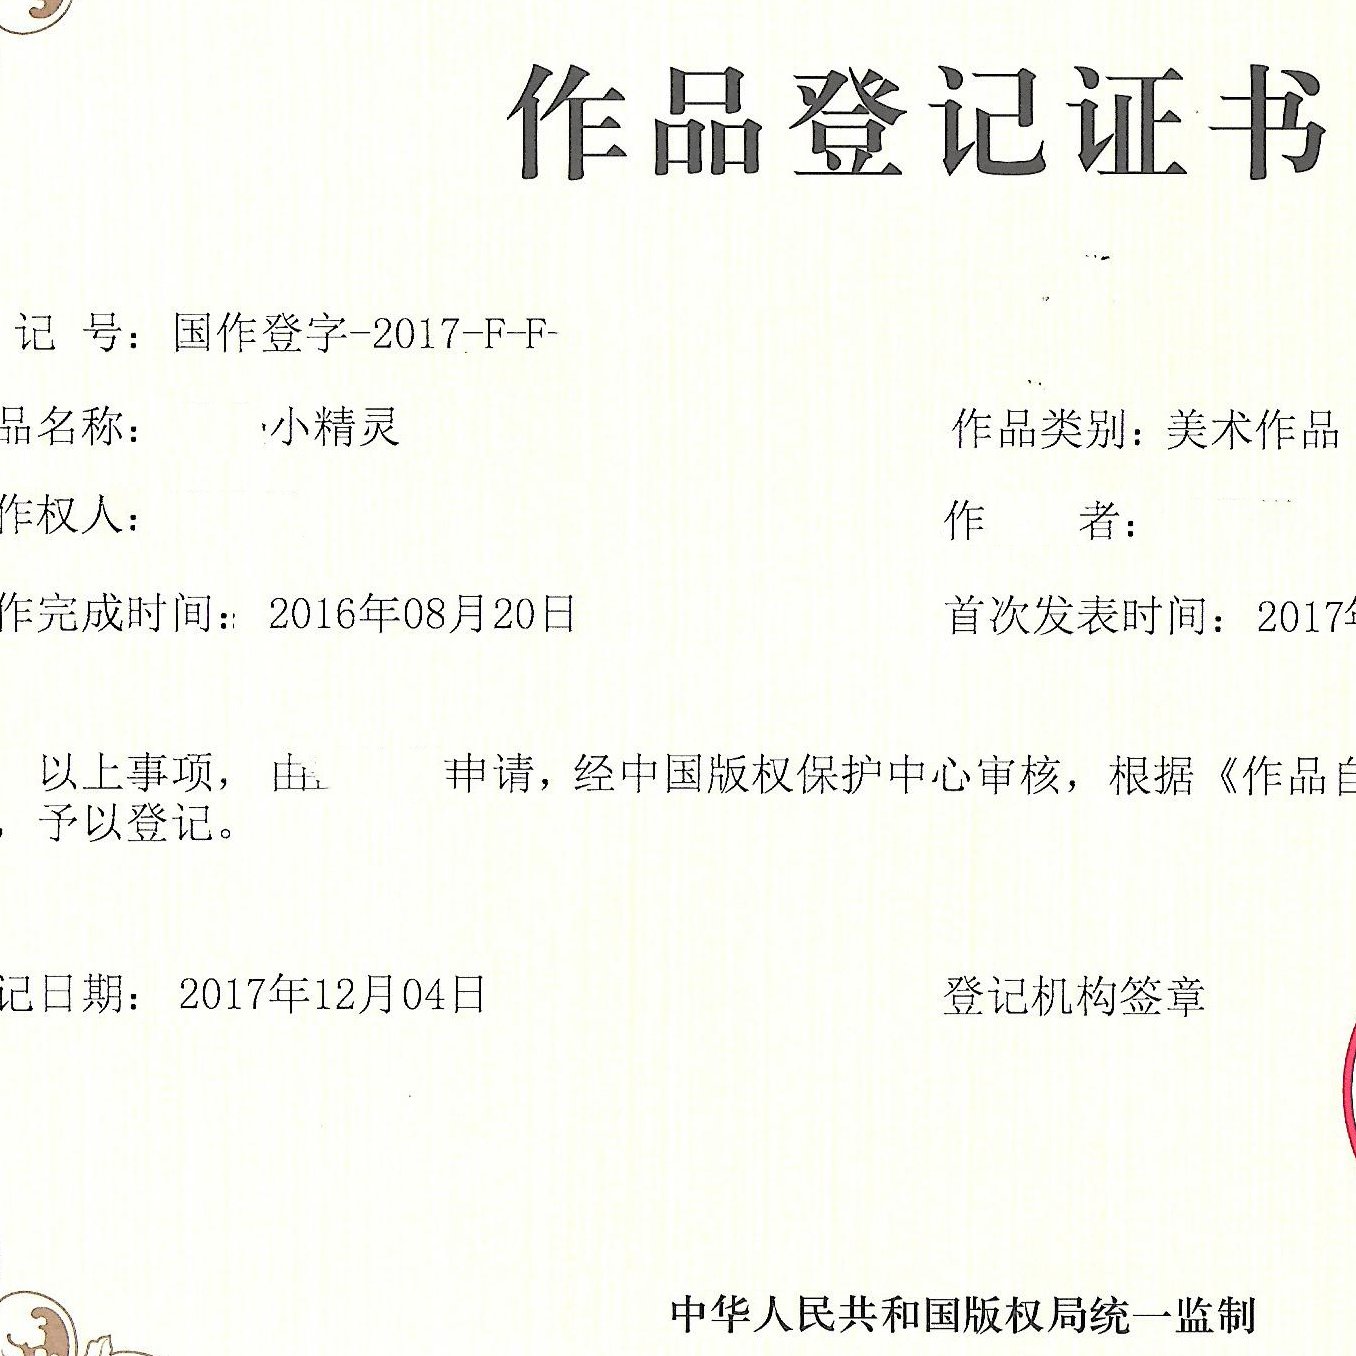 作品登记证书
记 号：国作登字-2017-F-F-
品名称： 小精灵 作品类别：美术作品
作权人： 作 者：
作完成时间： 2016年08月20日 首次发表时间：2017年
以上事项， 由 申请，经中国版权保护中心审核，根据《作品自
，予以登记。
记日期： 2017年12月04日 登记机构签章
中华人民共和国版权局统一监制